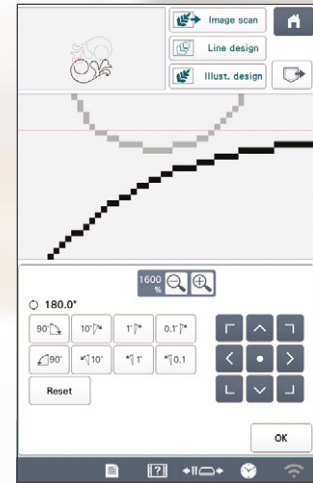 Image scan
Line design
Illust. design
1600
%
180.0°
90° 10° 1° 0.1°
90° 10° 1° 0.1
Reset
OK